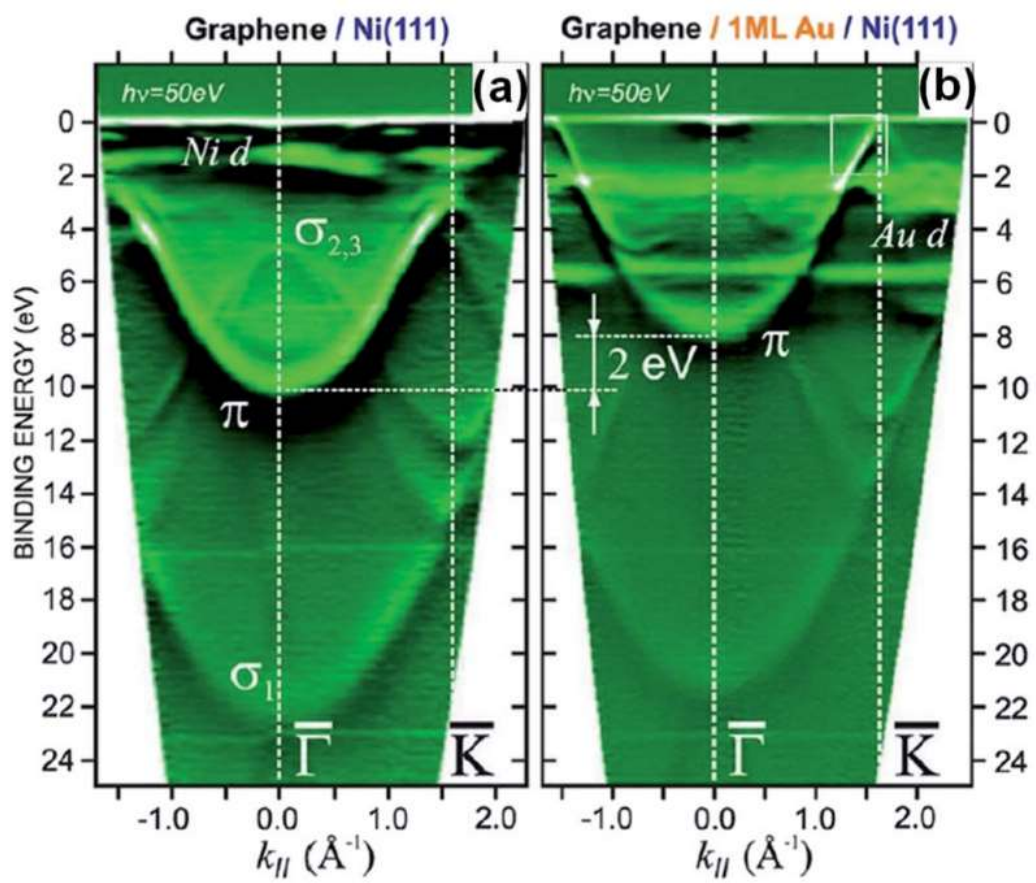 Graphene / Ni(111)
Graphene / 1ML Au / Ni(111)
hν=50eV
(a)
hν=50eV
(b)
Ni d
σ2,3
π
σ1
Γ
K
Au d
π
2 eV
Γ
K
BINDING ENERGY (eV)
0
2
4
6
8
10
12
14
16
18
20
22
24
0
2
4
6
8
10
12
14
16
18
20
22
24
-1.0 0.0 1.0 2.0
-1.0 0.0 1.0 2.0
k// (Å-1)
k// (Å-1)